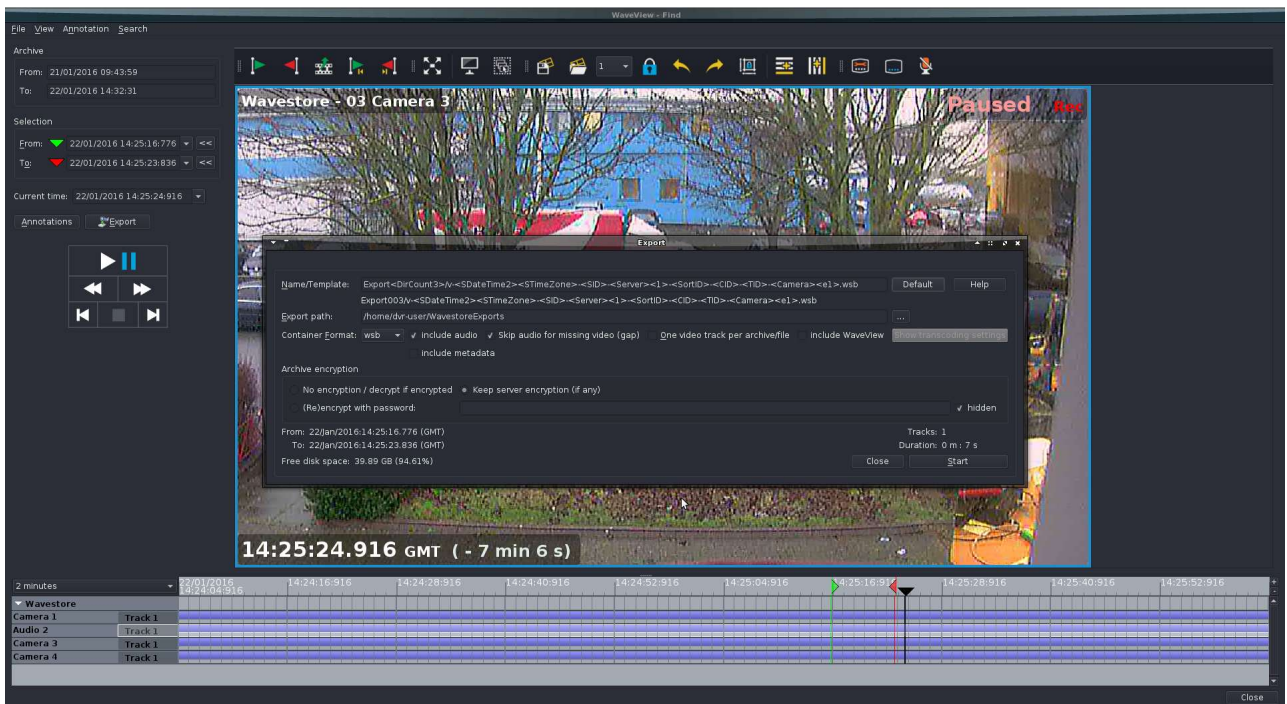 WaveView - Find
File View Annotation Search
Archive
From: 21/01/2016 09:43:59
To: 22/01/2016 14:32:31
Selection
From: 22/01/2016 14:25:16:776 <<
To: 22/01/2016 14:25:23:836 <<
Current time: 22/01/2016 14:25:24:916
Annotations Export
1
Wavestore - 03 Camera 3 Paused Rec
Export
Name/Template: Export<DirCount3>/v-<SDateTime2><STimeZone>-<SID>-<Server><1>-<SortID>-<CID>-<TID>-<Camera><e1>.wsb Default Help
Export003/v-<SDateTime2><STimeZone>-<SID>-<Server><1>-<SortID>-<CID>-<TID>-<Camera><e1>.wsb
Export path: /home/dvr-user/WavestoreExports ...
Container Format: wsb include audio Skip audio for missing video (gap) One video track per archive/file include WaveView Show transcoding settings
include metadata
Archive encryption
No encryption / decrypt if encrypted Keep server encryption (if any)
(Re)encrypt with password: hidden
From: 22/Jan/2016:14:25:16.776 (GMT) Tracks: 1
To: 22/Jan/2016:14:25:23.836 (GMT) Duration: 0 m : 7 s
Free disk space: 39.89 GB (94.61%) Close Start
14:25:24.916 GMT ( - 7 min 6 s)
2 minutes 22/01/2016 14:24:16:916 14:24:28:916 14:24:40:916 14:24:52:916 14:25:04:916 14:25:16:916 14:25:28:916 14:25:40:916 14:25:52:916
14:24:04:916
Wavestore
Camera 1 Track 1
Audio 2 Track 1
Camera 3 Track 1
Camera 4 Track 1
Close